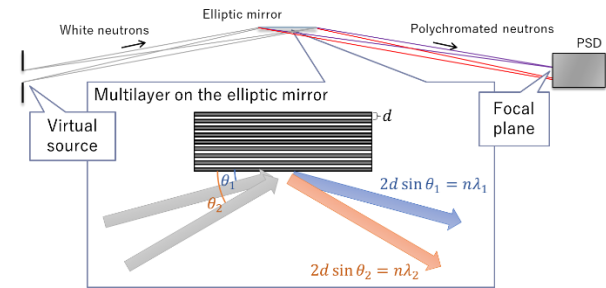 Elliptic mirror
White neutrons
Polychromated neutrons
PSD
Multilayer on the elliptic mirror
Virtual
source
Focal
plane
d
θ₁
θ₂
2d sin θ₁ = nλ₁
2d sin θ₂ = nλ₂